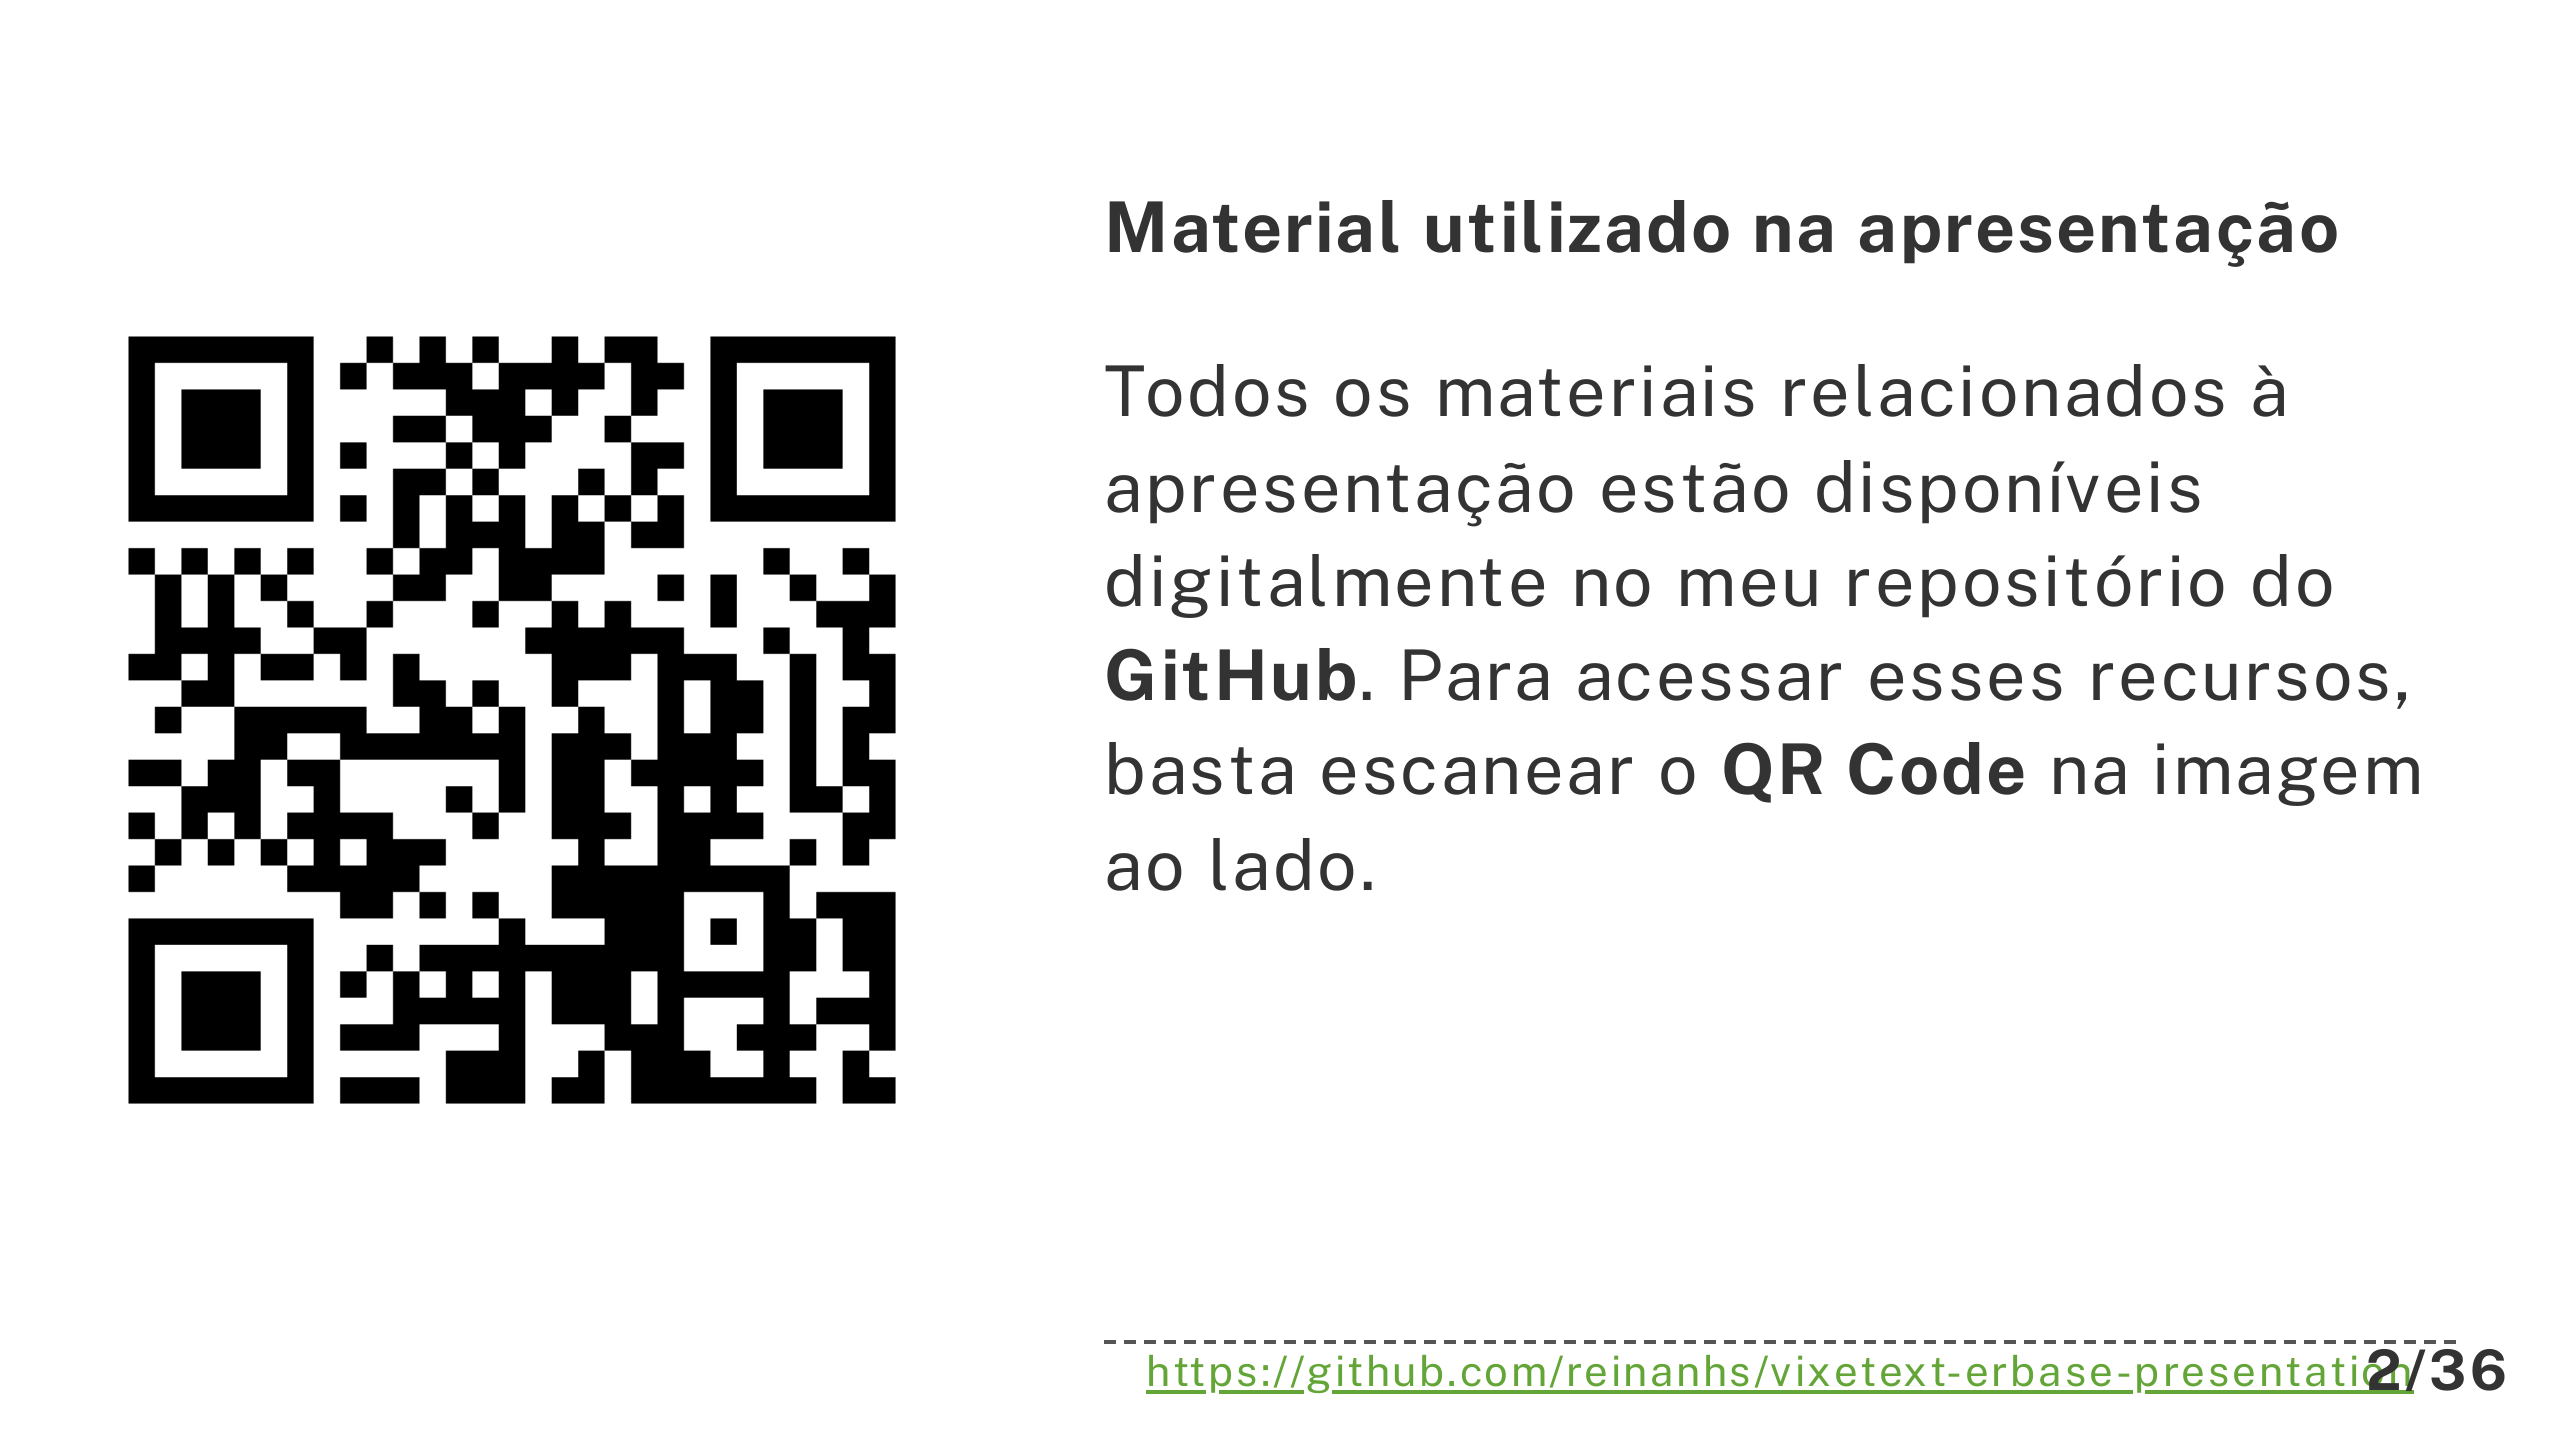 Material utilizado na apresentação
Todos os materiais relacionados à
apresentação estão disponíveis
digitalmente no meu repositório do
GitHub. Para acessar esses recursos,
basta escanear o QR Code na imagem
ao lado.
https://github.com/reinanhs/vixetext-erbase-presentation
2/36